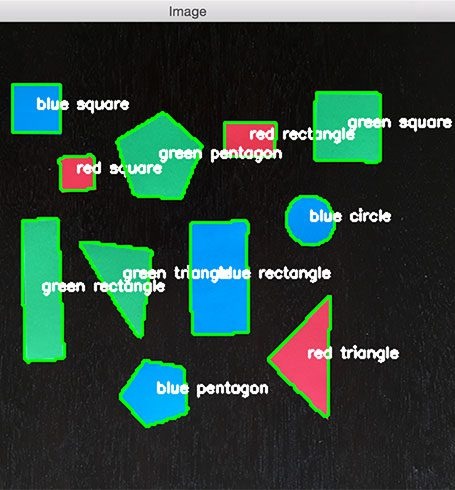 Image
blue square
green square
red rectangle
green pentagon
red square
blue circle
green triangle
blue rectangle
green rectangle
red triangle
blue pentagon